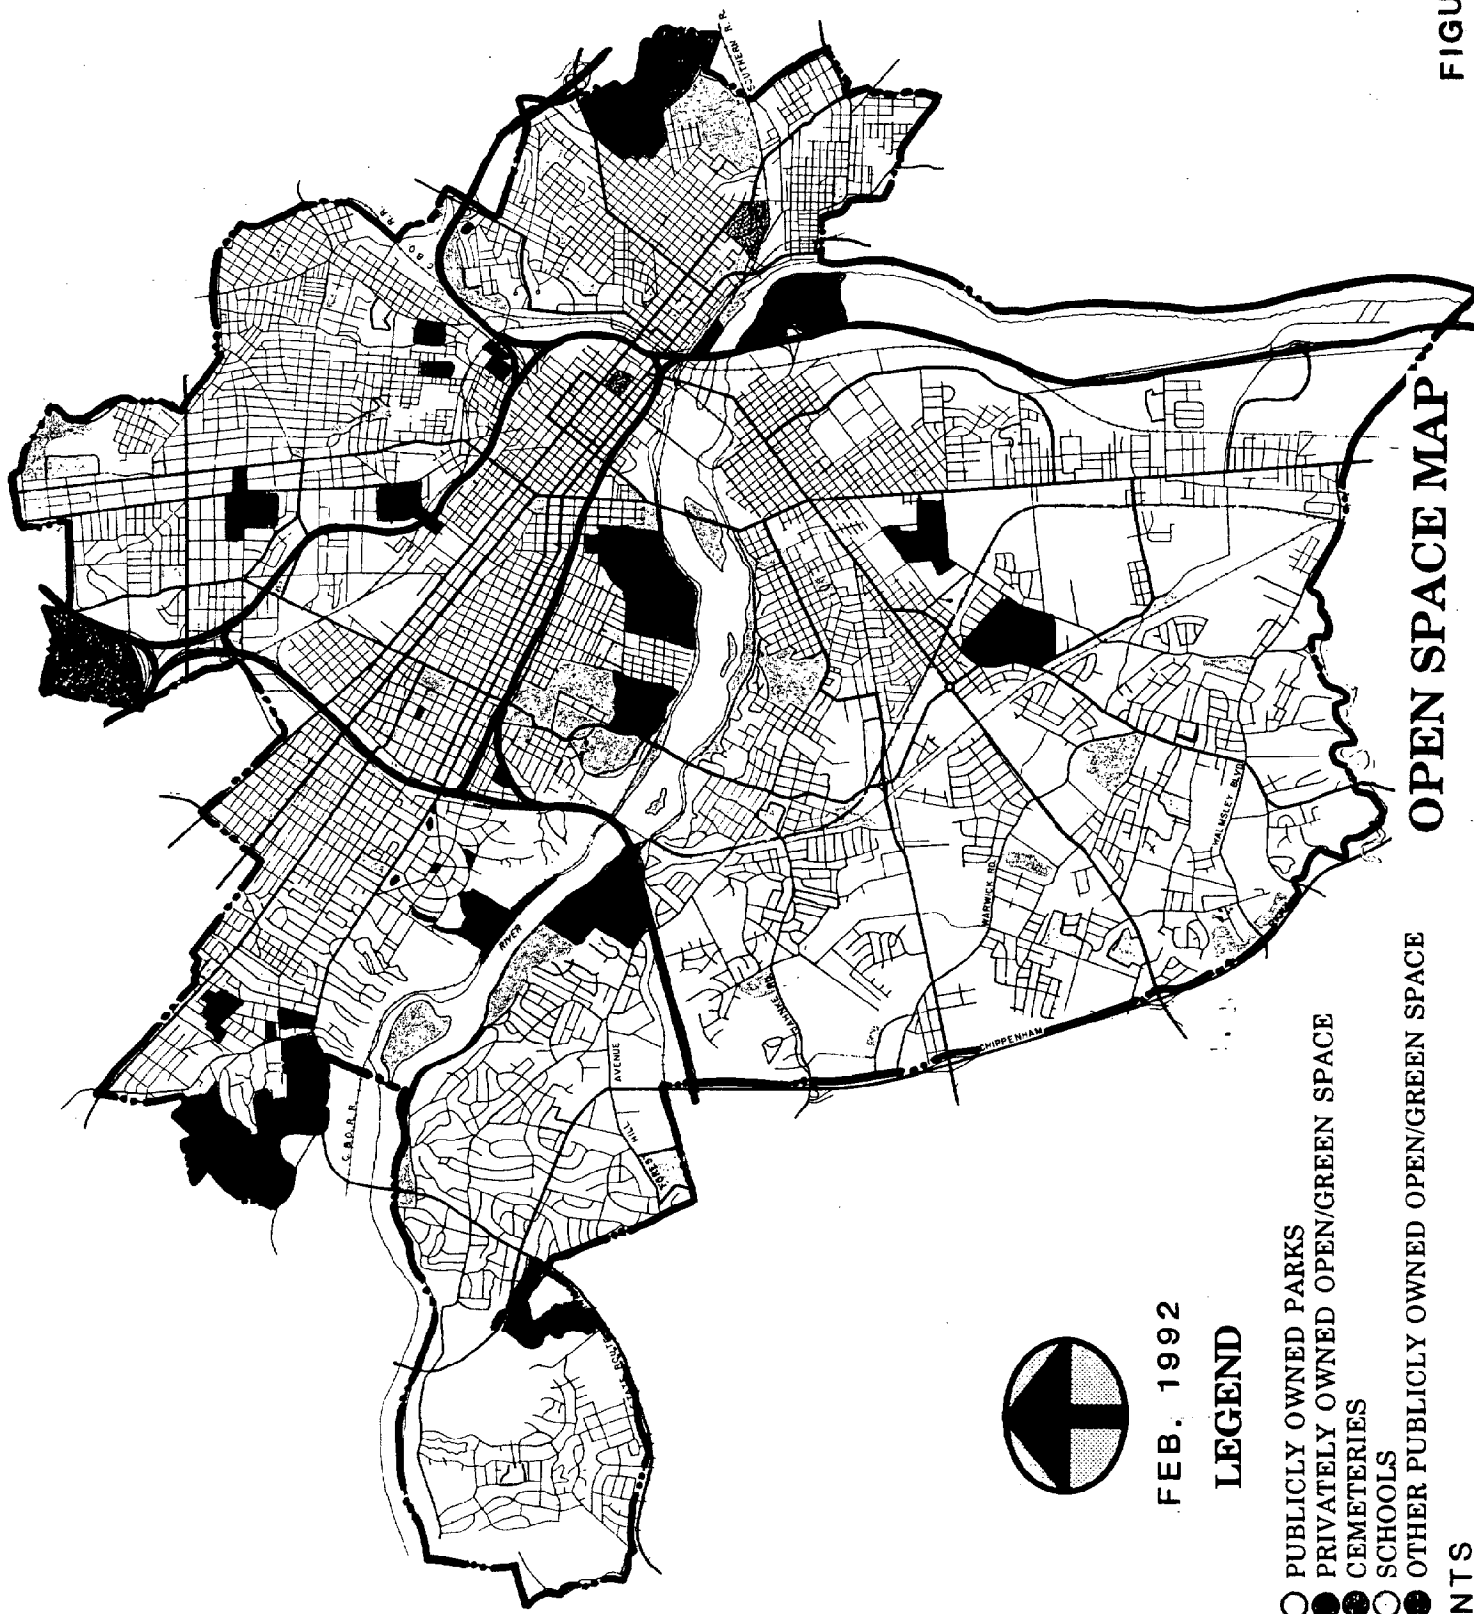 FIGU
OPEN SPACE MAP
FEB. 1992
LEGEND
PUBLICLY OWNED PARKS
PRIVATELY OWNED OPEN/GREEN SPACE
CEMETERIES
SCHOOLS
OTHER PUBLICLY OWNED OPEN/GREEN SPACE
NTS
SOUTHERN R.R.
RIVER
C. & O. R.R.
AVENUE
HILL
FOREST
CHIPPENHAM
WARWICK RD.
WALMSLEY BLVD.